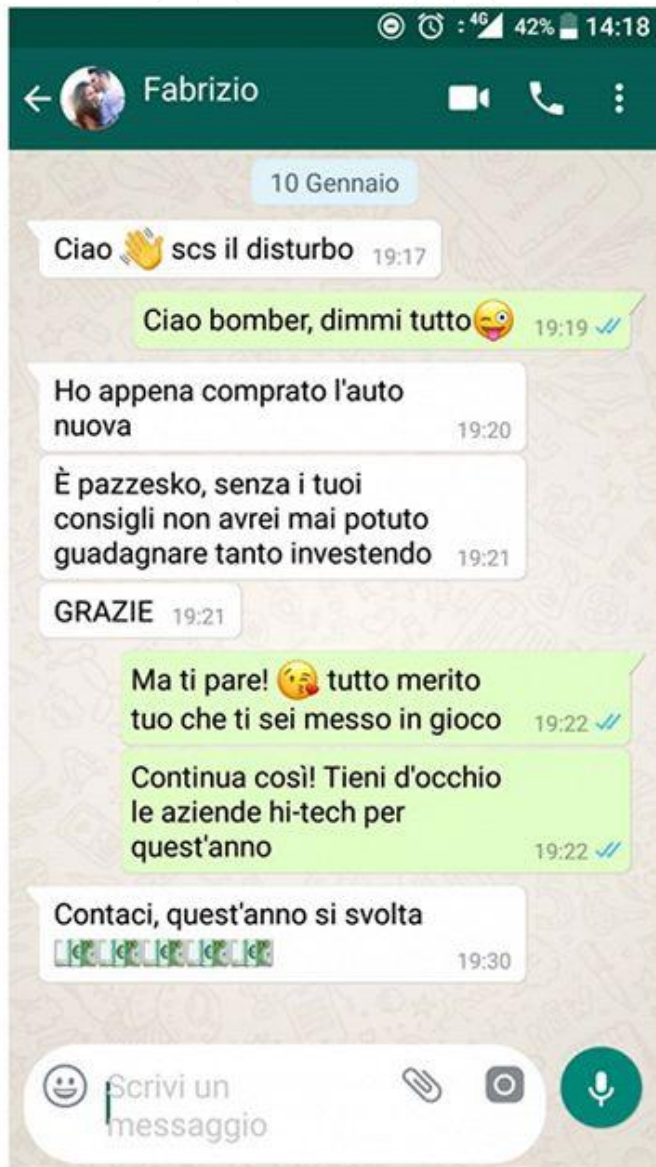 4G 42% 14:18
Fabrizio
10 Gennaio
Ciao 👋 scs il disturbo 19:17
Ciao bomber, dimmi tutto😜 19:19
Ho appena comprato l'auto
nuova 19:20
È pazzesko, senza i tuoi
consigli non avrei mai potuto
guadagnare tanto investendo 19:21
GRAZIE 19:21
Ma ti pare! 😘 tutto merito
tuo che ti sei messo in gioco 19:22
Continua così! Tieni d'occhio
le aziende hi-tech per
quest'anno 19:22
Contaci, quest'anno si svolta
💶💶💶💶💶 19:30
Scrivi un
messaggio